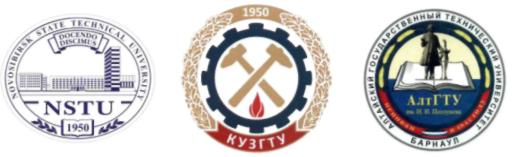 NOVOSIBIRSK STATE TECHNICAL UNIVERSITY
DOCENDO
DISCIMUS
NSTU
1950
1950
КУЗГТУ
АЛТАЙСКИЙ ГОСУДАРСТВЕННЫЙ ТЕХНИЧЕСКИЙ УНИВЕРСИТЕТ
АлтГТУ
им. И. И. Ползунова
БАРНАУЛ